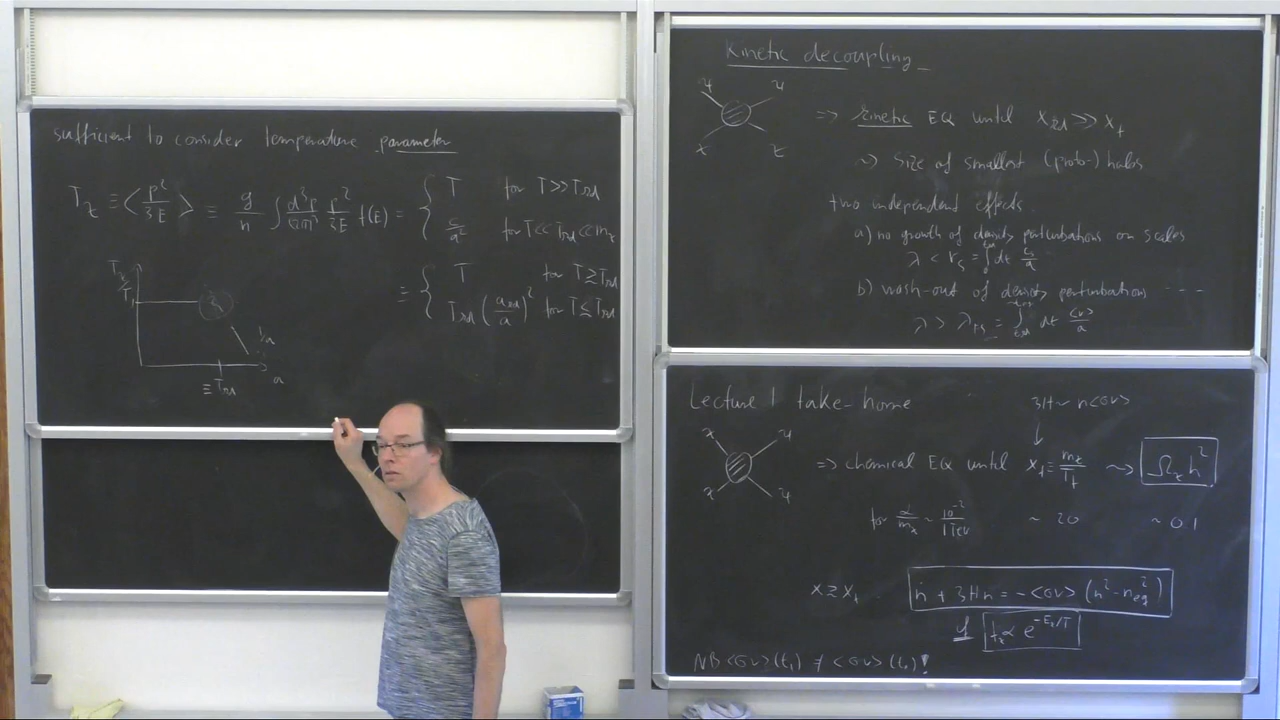 sufficient to consider temperature parameter
T_χ ≡ ⟨p²/3E⟩ ≡ g/n ∫ d³p/(2π)³ p²/3E f(E) = { T for T >> T_kd
c/a² for T << T_kd << m_χ
≡ { T for T ≳ T_kd
T_kd (a_kd/a)² for T ≲ T_kd
T_χ/T
?
1/a
≡ T_kd
a
Kinetic decoupling
ψ ψ
χ χ
=> kinetic EQ until x_kd >> x_f
~> size of smallest (proto-) halos
two independent effects
a) no growth of density perturbations on scales
λ < r_s = ∫ dt c_s/a
b) wash-out of density perturbations ---
λ > λ_FS = ∫ dt <v>/a
Lecture 1 take-home
3H ~ n<σv>
↓
χ ψ
χ ψ
=> chemical EQ until x_f ≡ m_χ/T_f ~> Ω_χ h²
for α/m_χ ~ 10⁻²/1TeV ~ 20 ~ 0.1
x ≳ x_f ṅ + 3Hn = -<σv> (n² - n_eq²)
if f_χ ∝ e^{-E_χ/T}
NB <σv>(t_1) ≠ <σv>(t_0)!